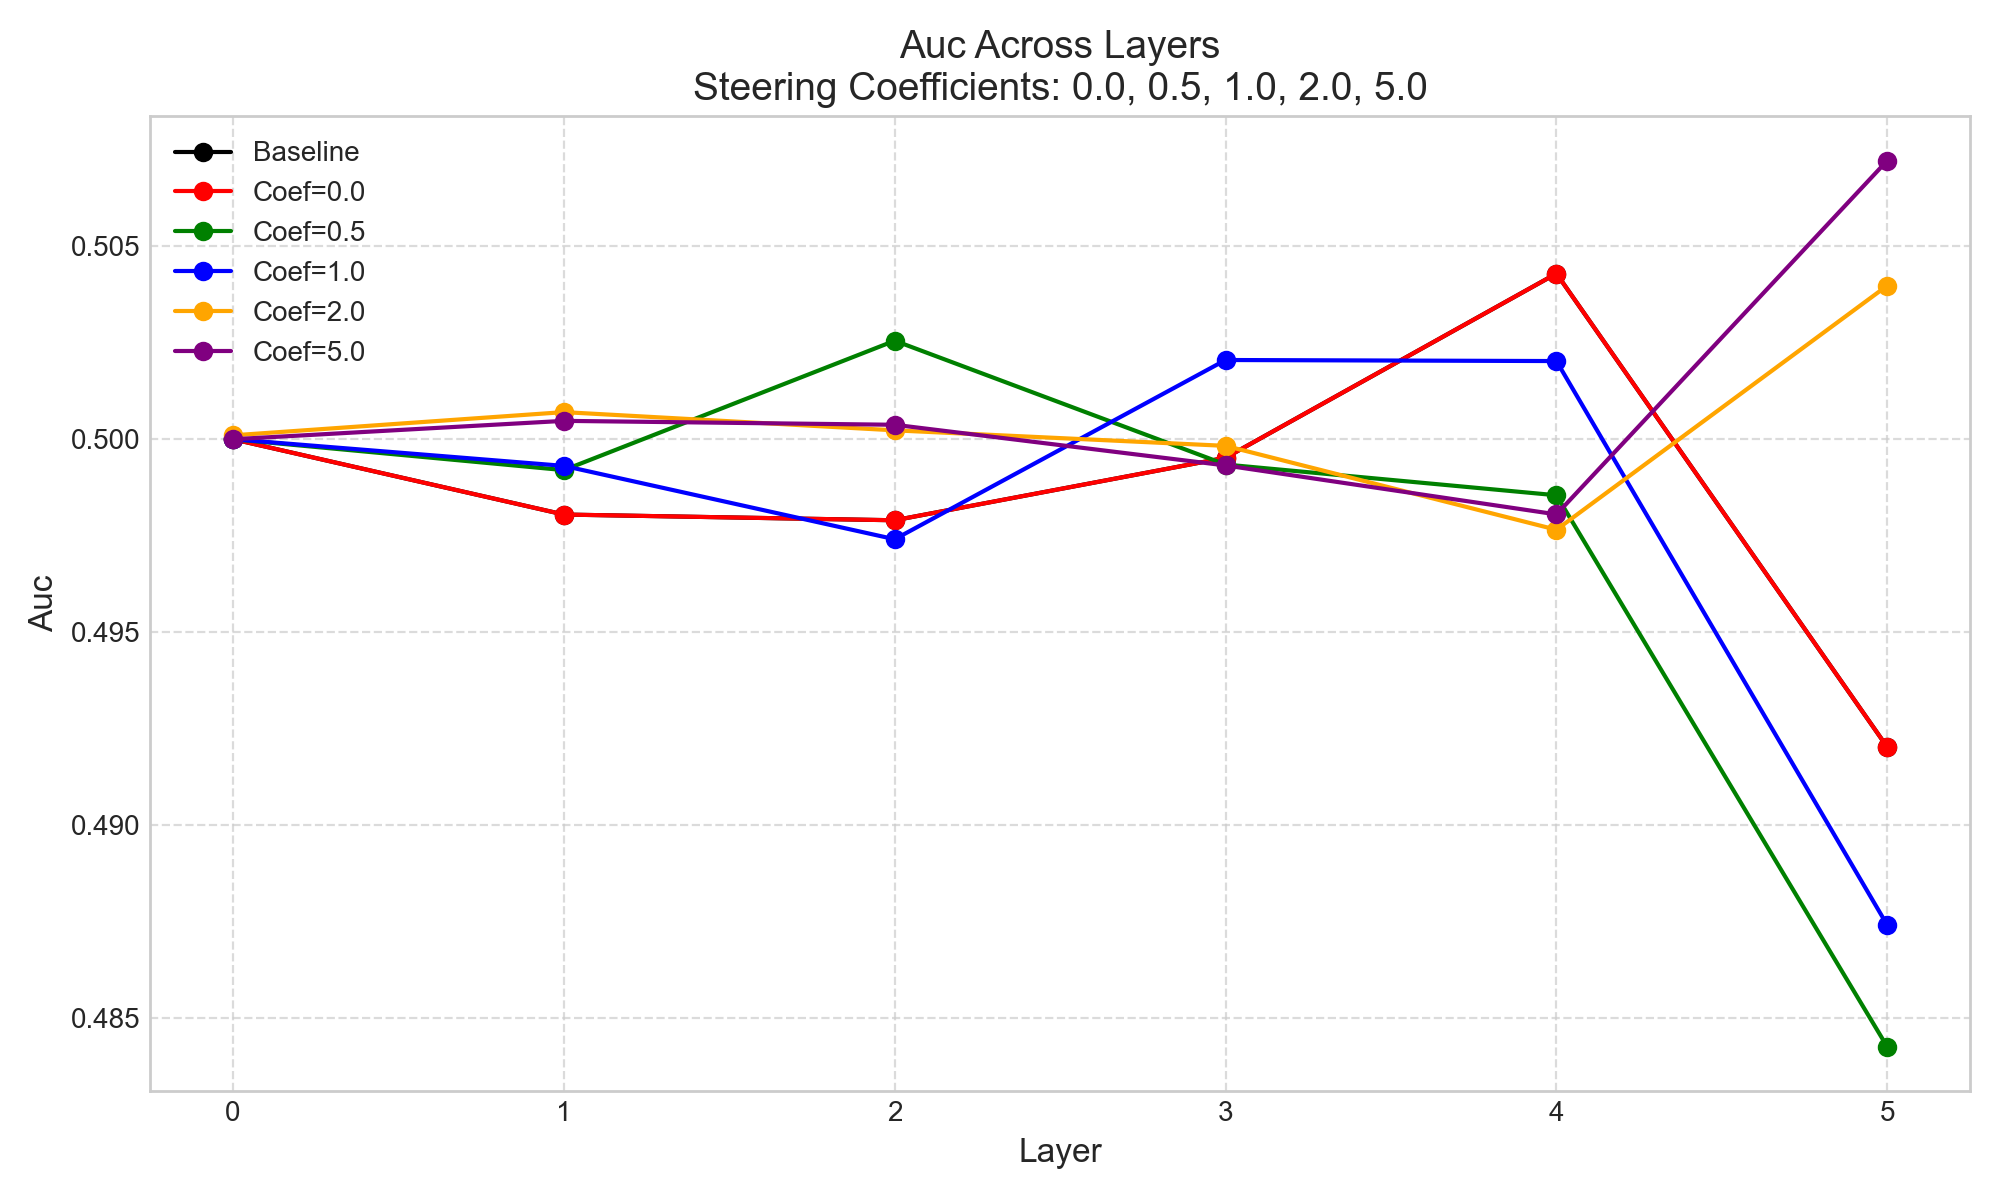 Auc Across Layers
Steering Coefficients: 0.0, 0.5, 1.0, 2.0, 5.0
Baseline
Coef=0.0
Coef=0.5
Coef=1.0
Coef=2.0
Coef=5.0
0.505
0.500
0.495
0.490
0.485
Auc
0 1 2 3 4 5
Layer